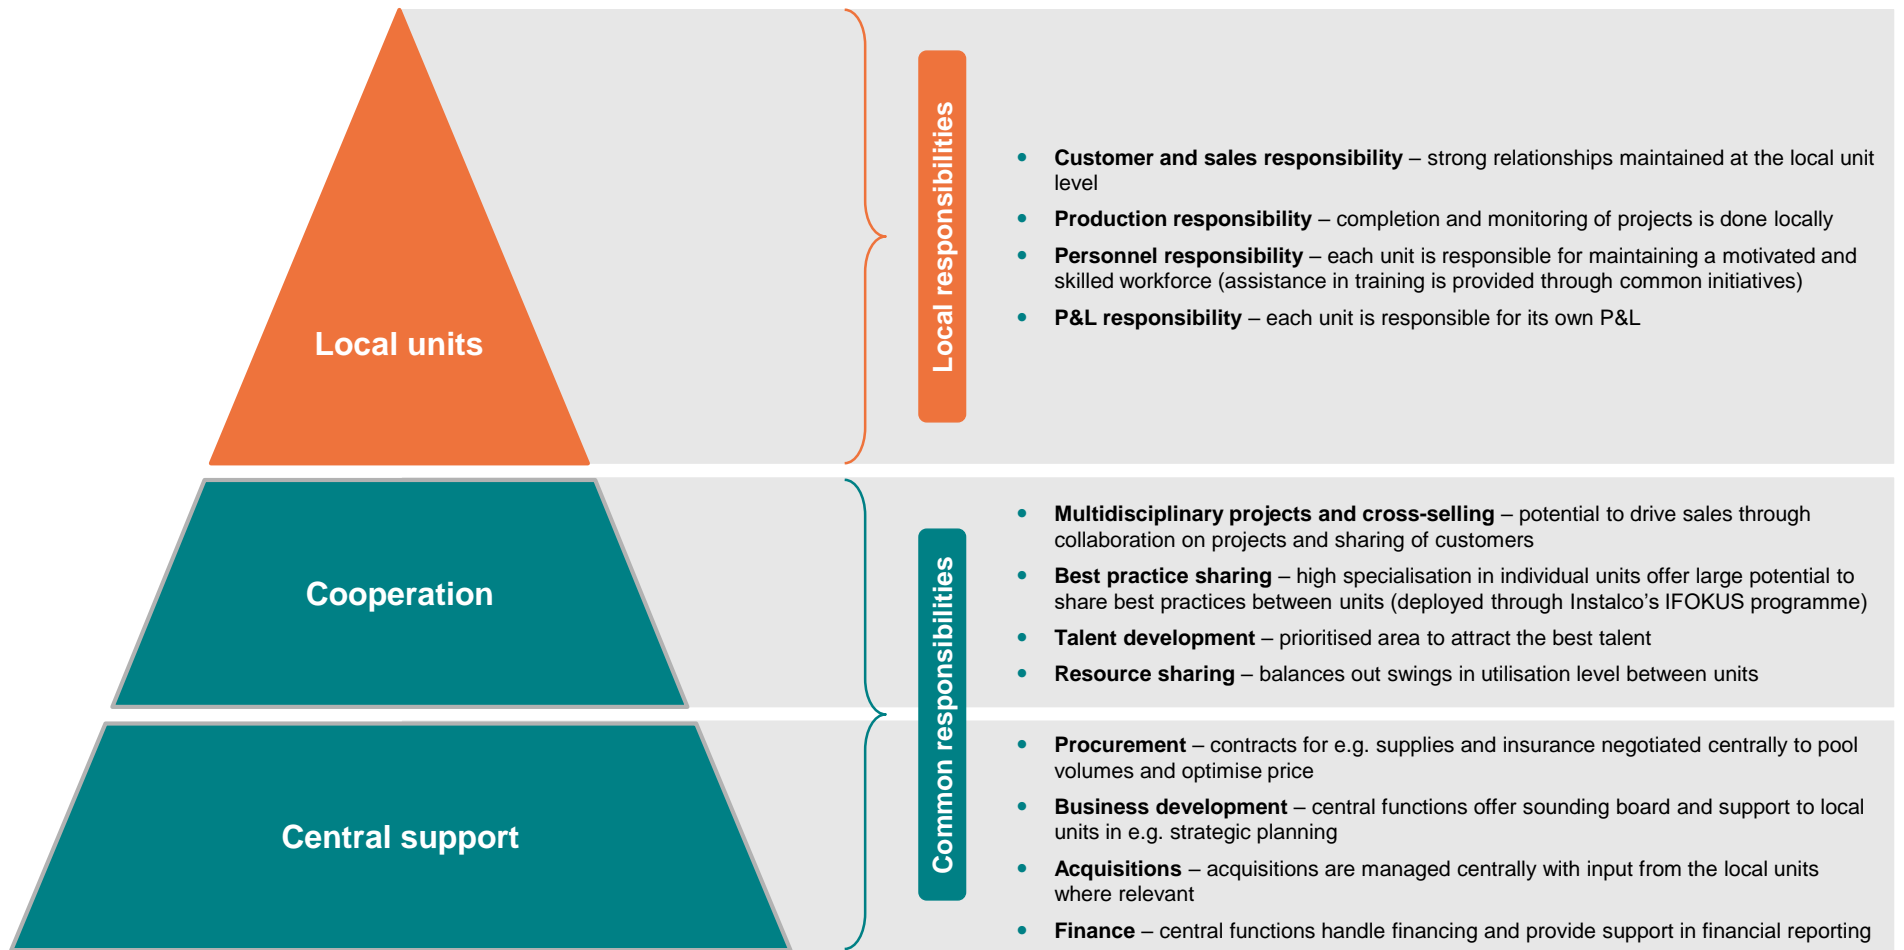 Local units
Local responsibilities
• Customer and sales responsibility – strong relationships maintained at the local unit
level
• Production responsibility – completion and monitoring of projects is done locally
• Personnel responsibility – each unit is responsible for maintaining a motivated and
skilled workforce (assistance in training is provided through common initiatives)
• P&L responsibility – each unit is responsible for its own P&L
Cooperation
Common responsibilities
• Multidisciplinary projects and cross-selling – potential to drive sales through
collaboration on projects and sharing of customers
• Best practice sharing – high specialisation in individual units offer large potential to
share best practices between units (deployed through Instalco’s IFOKUS programme)
• Talent development – prioritised area to attract the best talent
• Resource sharing – balances out swings in utilisation level between units
Central support
• Procurement – contracts for e.g. supplies and insurance negotiated centrally to pool
volumes and optimise price
• Business development – central functions offer sounding board and support to local
units in e.g. strategic planning
• Acquisitions – acquisitions are managed centrally with input from the local units
where relevant
• Finance – central functions handle financing and provide support in financial reporting